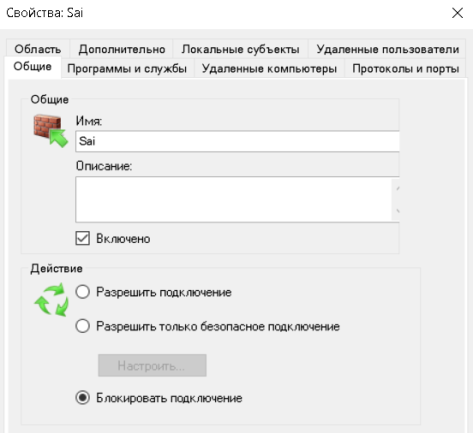 Свойства: Sai
Область Дополнительно Локальные субъекты Удаленные пользователи
Общие Программы и службы Удаленные компьютеры Протоколы и порты
Общие
Имя:
Sai
Описание:
Включено
Действие
Разрешить подключение
Разрешить только безопасное подключение
Настроить...
Блокировать подключение